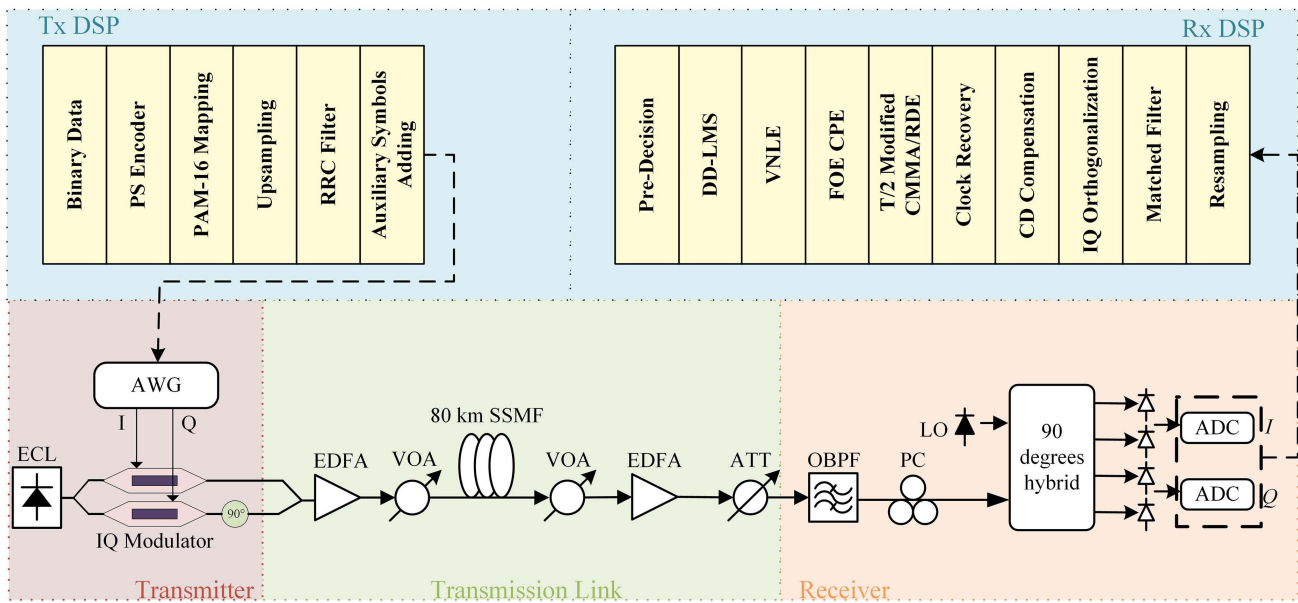 Tx DSP
Rx DSP
Binary Data
PS Encoder
PAM-16 Mapping
Upsampling
RRC Filter
Auxiliary Symbols
Adding
Pre-Decision
DD-LMS
VNLE
FOE CPE
T/2 Modified
CMMA/RDE
Clock Recovery
CD Compensation
IQ Orthogonalization
Matched Filter
Resampling
AWG
I
Q
ECL
90°
IQ Modulator
EDFA
VOA
80 km SSMF
VOA
EDFA
ATT
OBPF
PC
LO
90
degrees
hybrid
ADC
I
ADC
Q
Transmitter
Transmission Link
Receiver